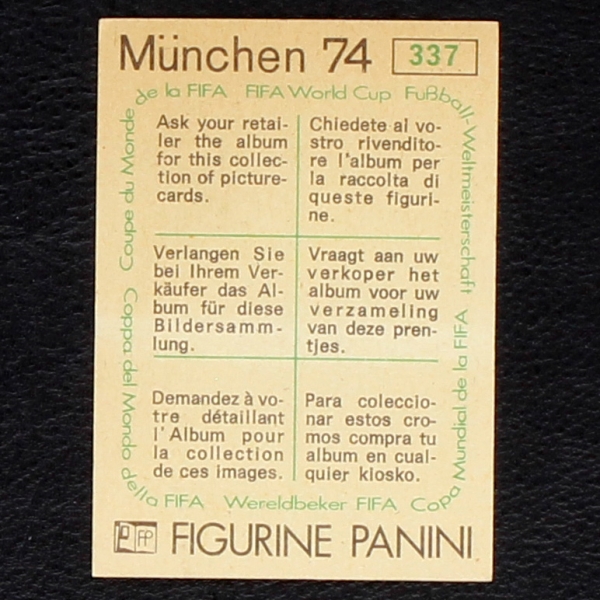 München 74 337
Coupe du Monde de la FIFA FIFA World Cup Fußball-Weltmeisterschaft
Ask your retai-
ler the album
for this collec-
tion of picture-
cards.
Chiedete al vo-
stro rivendito-
re l'album per
la raccolta di
queste figuri-
ne.
Verlangen Sie
bei Ihrem Ver-
käufer das Al-
bum für diese
Bildersamm-
lung.
Vraagt aan uw
verkoper het
album voor uw
verzameling
van deze pren-
tjes.
Demandez à vo-
tre détaillant
l'Album pour
la collection
de ces images.
Para coleccio-
nar estos cro-
mos compra tu
album en cual-
quier kiosko.
Coppa del Mondo della FIFA Wereldbeker FIFA Copa Mundial de la FIFA
FP FIGURINE PANINI